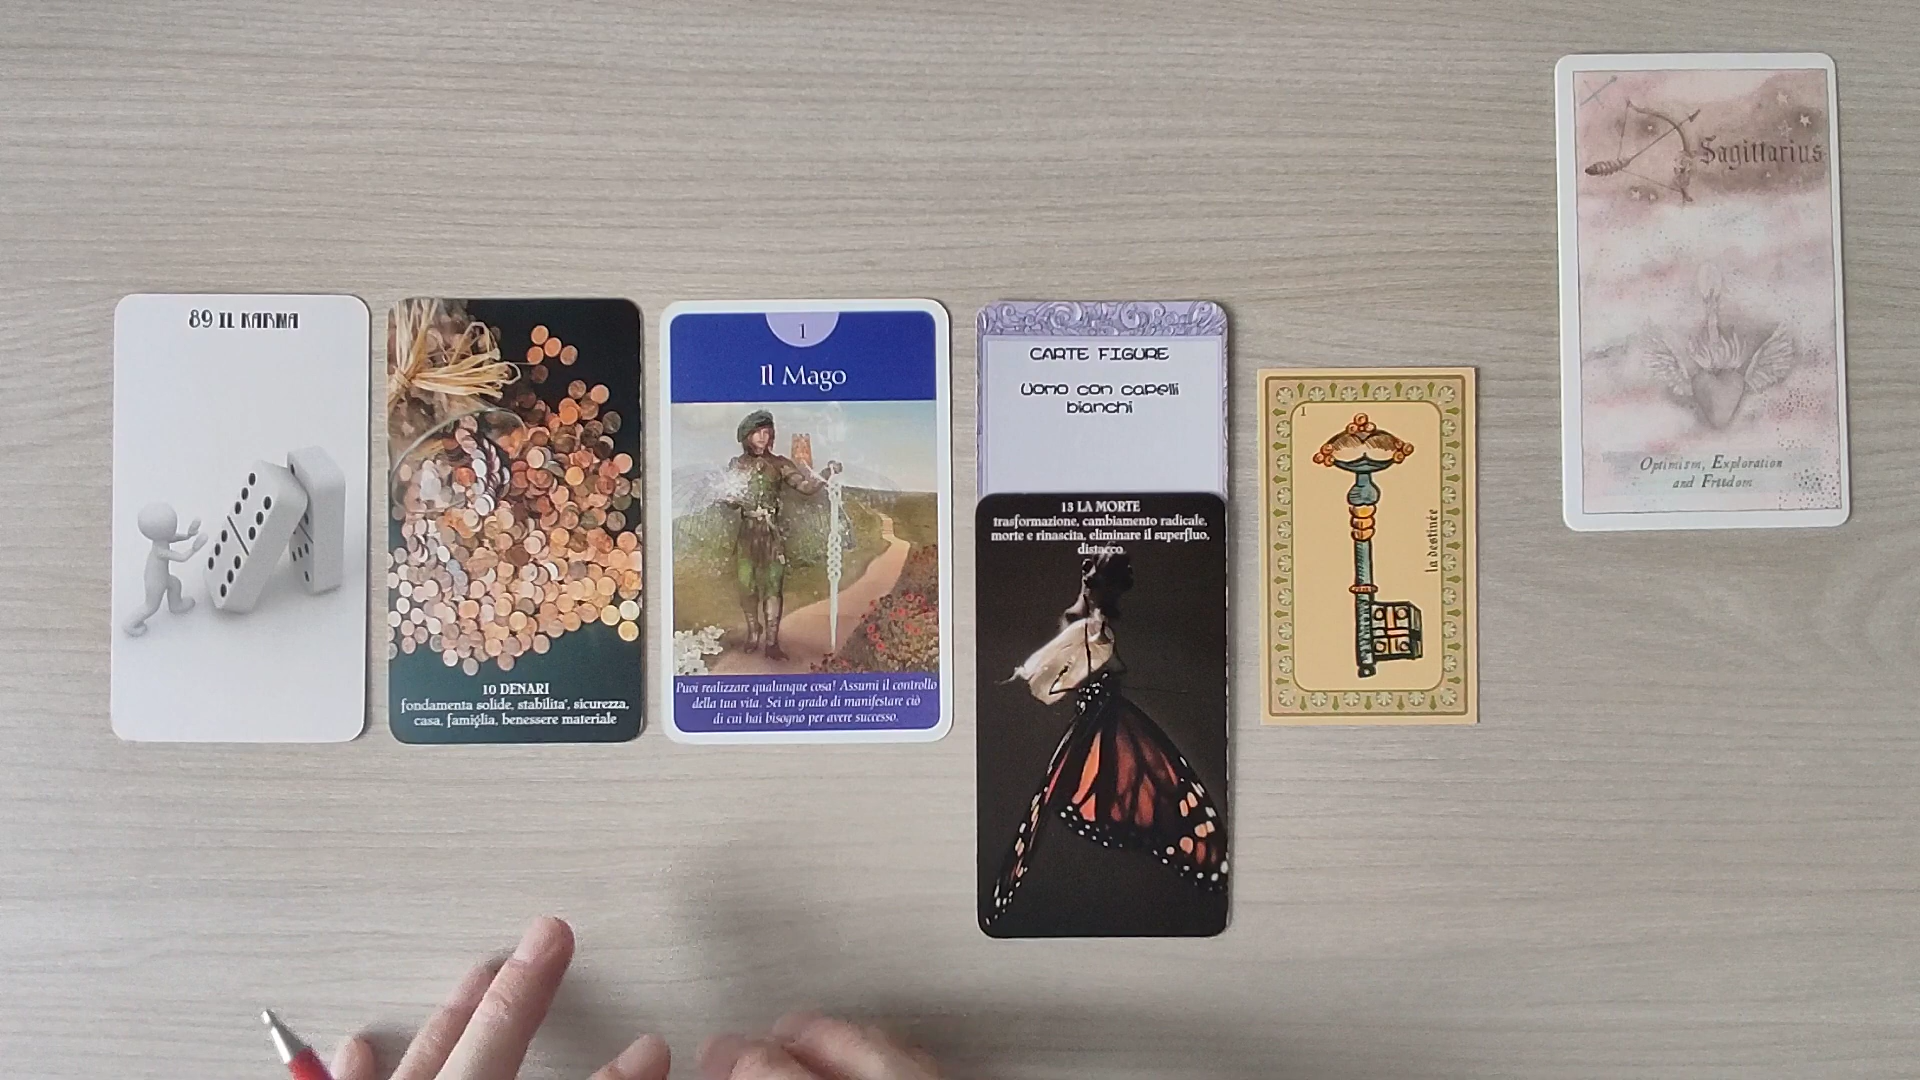 89 IL KARMA
10 DENARI
fondamenta solide, stabilita', sicurezza,
casa, famiglia, benessere materiale
1
Il Mago
Puoi realizzare qualunque cosa! Assumi il controllo
della tua vita. Sei in grado di manifestare ciò
di cui hai bisogno per avere successo.
CARTE FIGURE
Uomo con capelli
bianchi
13 LA MORTE
trasformazione, cambiamento radicale,
morte e rinascita, eliminare il superfluo,
distacco
1
la destinée
Sagittarius
Optimism, Exploration
and Freedom